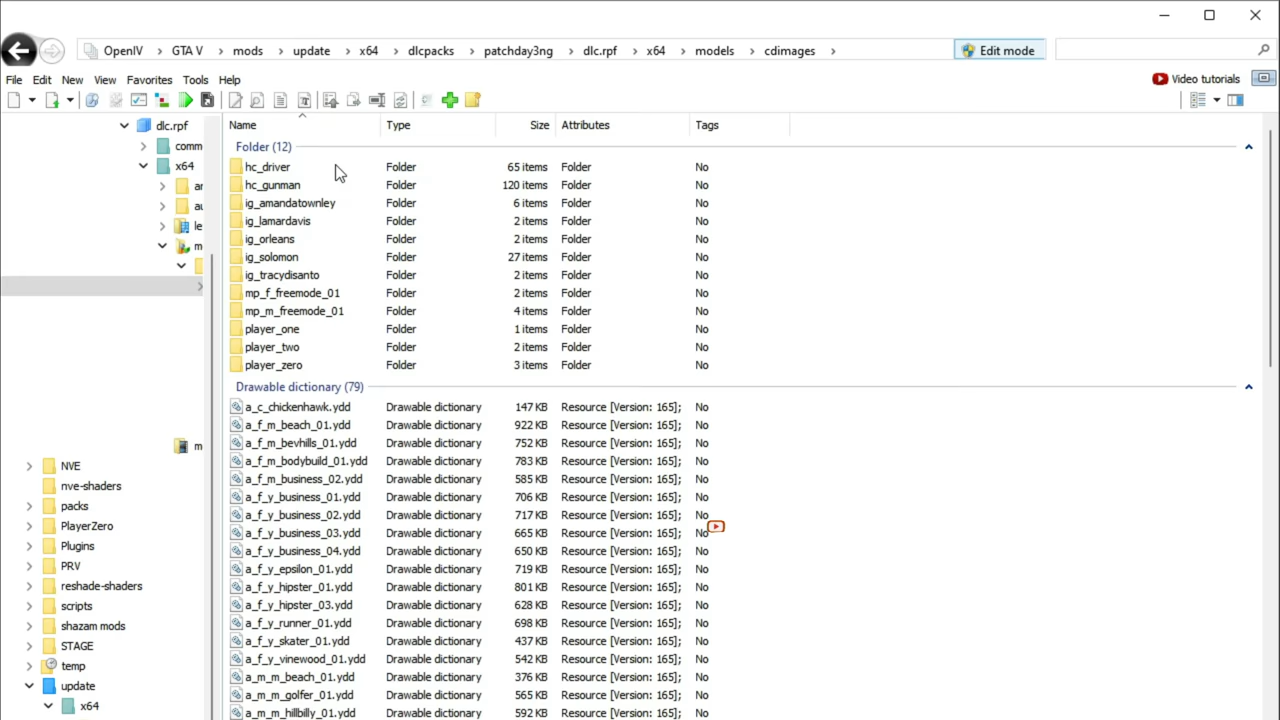 OpenIV GTA V mods update x64 dlcpacks patchday3ng dlc.rpf x64 models cdimages Edit mode
File Edit New View Favorites Tools Help Video tutorials
dlc.rpf
comm
x64
ar
au
le
m
m
NVE
nve-shaders
packs
PlayerZero
Plugins
PRV
reshade-shaders
scripts
shazam mods
STAGE
temp
update
x64
Name Type Size Attributes Tags
Folder (12)
hc_driver Folder 65 items Folder No
hc_gunman Folder 120 items Folder No
ig_amandatownley Folder 6 items Folder No
ig_lamardavis Folder 2 items Folder No
ig_orleans Folder 2 items Folder No
ig_solomon Folder 27 items Folder No
ig_tracydisanto Folder 2 items Folder No
mp_f_freemode_01 Folder 2 items Folder No
mp_m_freemode_01 Folder 4 items Folder No
player_one Folder 1 items Folder No
player_two Folder 2 items Folder No
player_zero Folder 3 items Folder No
Drawable dictionary (79)
a_c_chickenhawk.ydd Drawable dictionary 147 KB Resource [Version: 165]; No
a_f_m_beach_01.ydd Drawable dictionary 922 KB Resource [Version: 165]; No
a_f_m_bevhills_01.ydd Drawable dictionary 752 KB Resource [Version: 165]; No
a_f_m_bodybuild_01.ydd Drawable dictionary 783 KB Resource [Version: 165]; No
a_f_m_business_02.ydd Drawable dictionary 585 KB Resource [Version: 165]; No
a_f_y_business_01.ydd Drawable dictionary 706 KB Resource [Version: 165]; No
a_f_y_business_02.ydd Drawable dictionary 717 KB Resource [Version: 165]; No
a_f_y_business_03.ydd Drawable dictionary 665 KB Resource [Version: 165]; No
a_f_y_business_04.ydd Drawable dictionary 650 KB Resource [Version: 165]; No
a_f_y_epsilon_01.ydd Drawable dictionary 719 KB Resource [Version: 165]; No
a_f_y_hipster_01.ydd Drawable dictionary 801 KB Resource [Version: 165]; No
a_f_y_hipster_03.ydd Drawable dictionary 628 KB Resource [Version: 165]; No
a_f_y_runner_01.ydd Drawable dictionary 698 KB Resource [Version: 165]; No
a_f_y_skater_01.ydd Drawable dictionary 437 KB Resource [Version: 165]; No
a_f_y_vinewood_01.ydd Drawable dictionary 542 KB Resource [Version: 165]; No
a_m_m_beach_01.ydd Drawable dictionary 376 KB Resource [Version: 165]; No
a_m_m_golfer_01.ydd Drawable dictionary 565 KB Resource [Version: 165]; No
a_m_m_hillbilly_01.ydd Drawable dictionary 592 KB Resource [Version: 165]; No